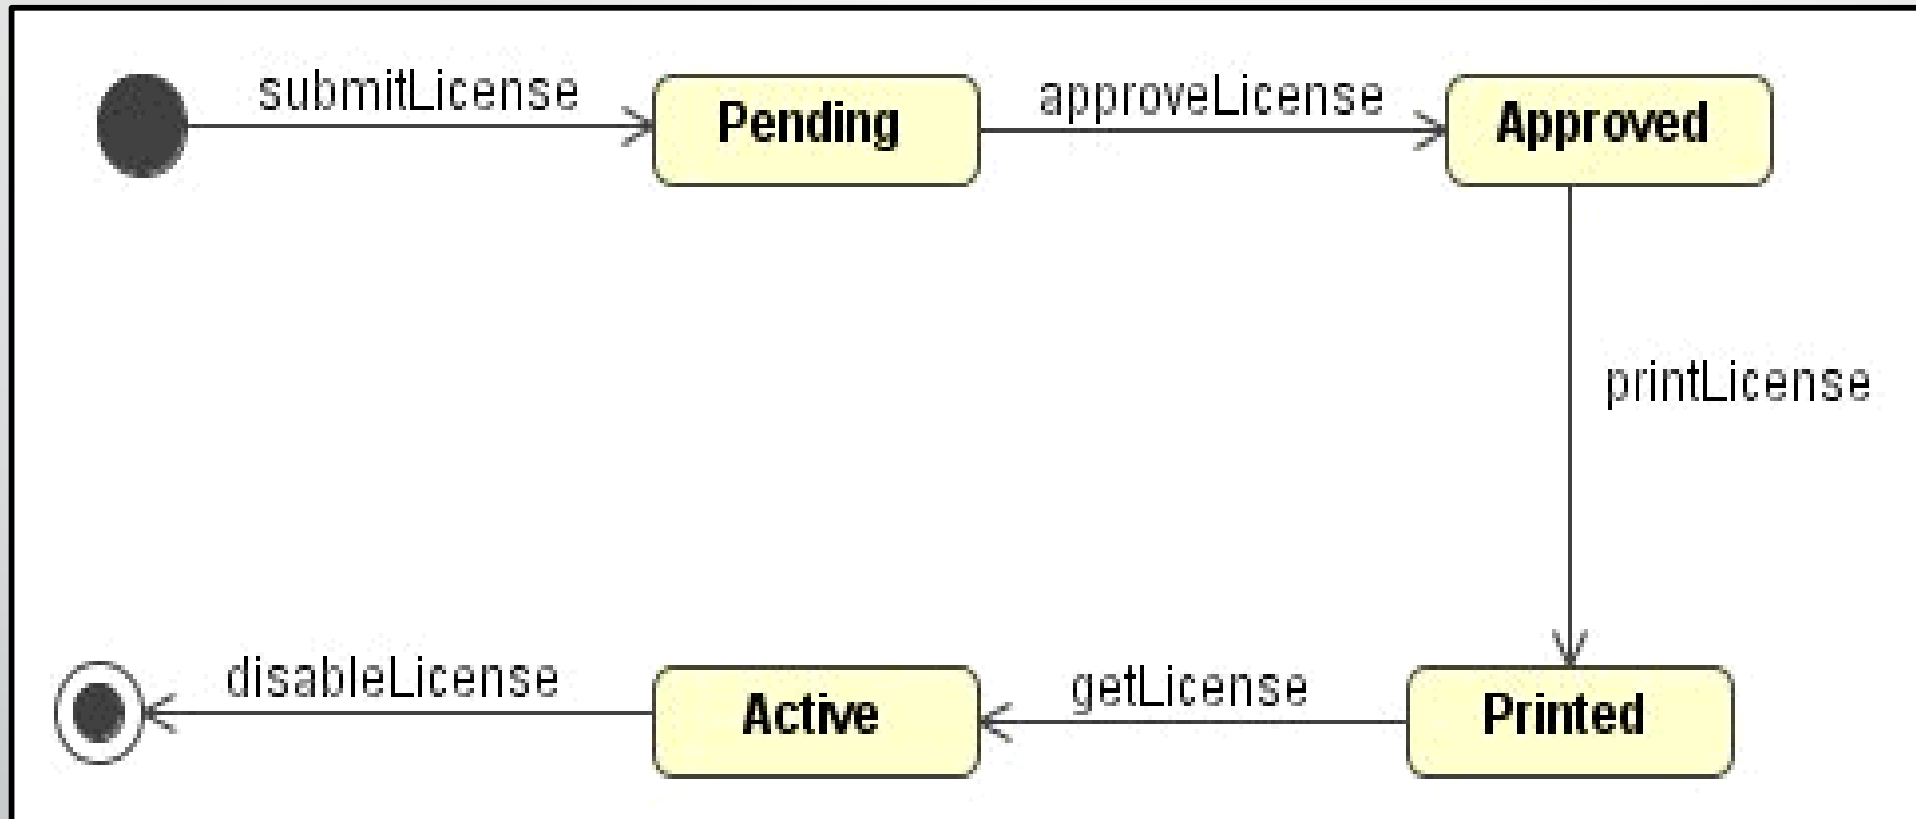 submitLicense
Pending
approveLicense
Approved
printLicense
disableLicense
Active
getLicense
Printed